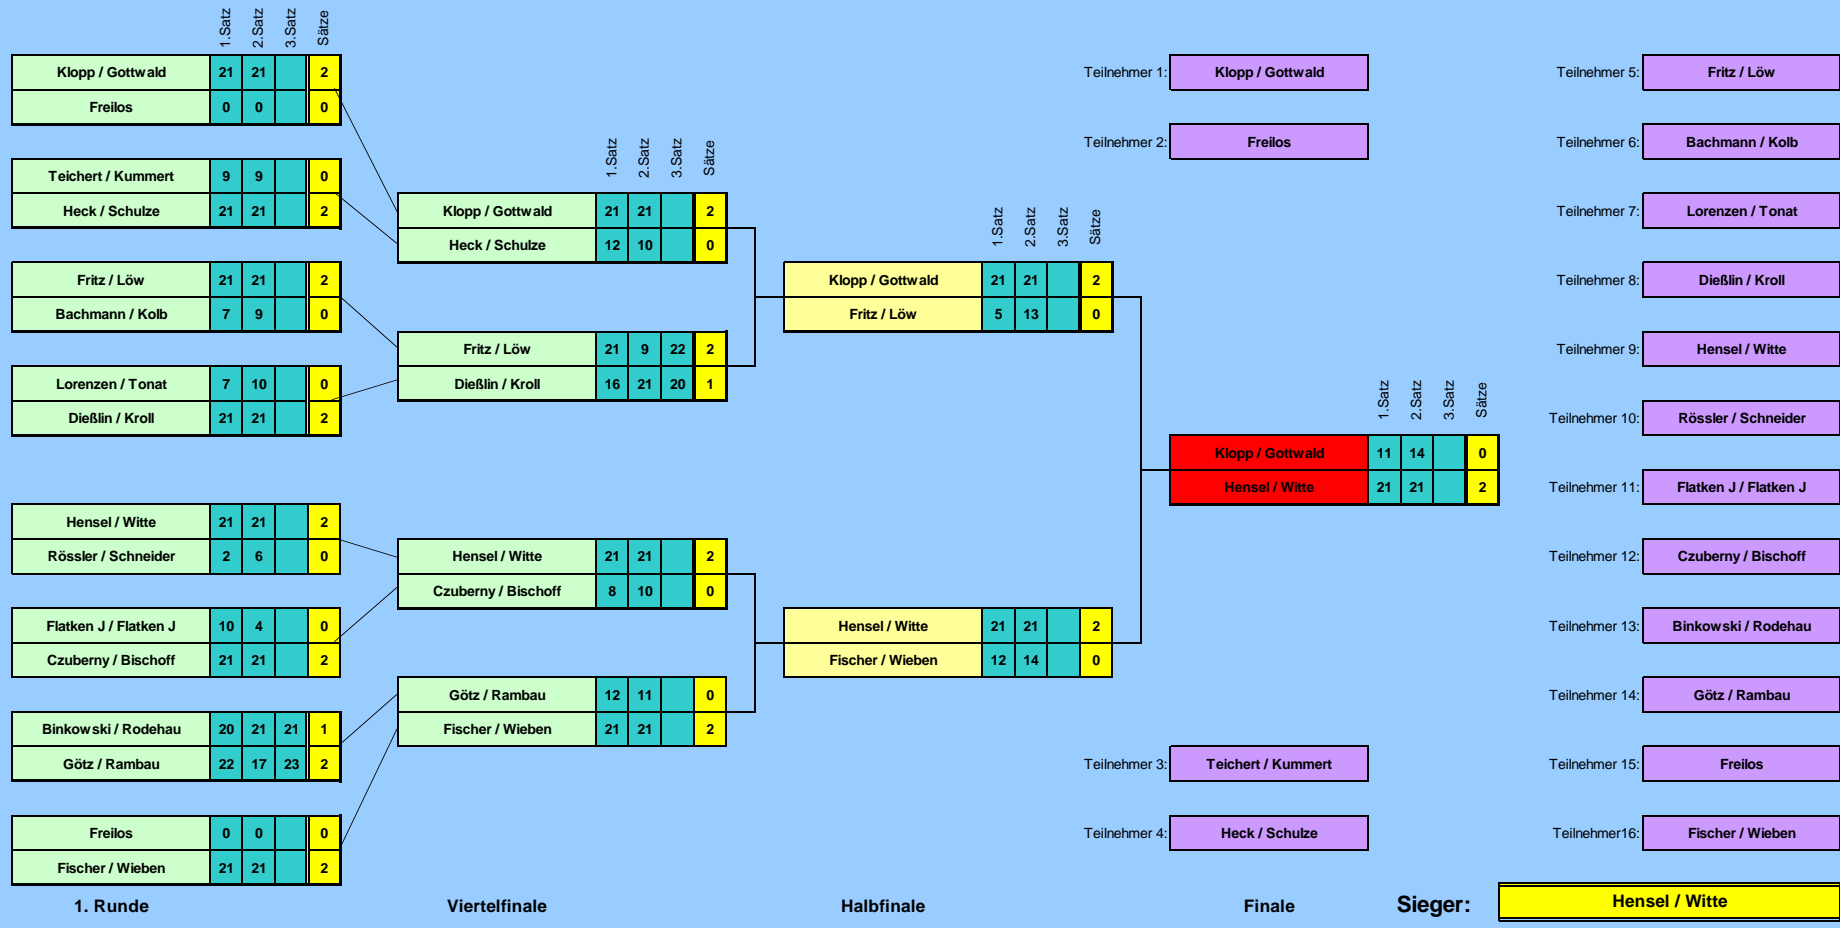 1.Satz 2.Satz 3.Satz Sätze
Klopp / Gottwald 21 21 2
Freilos 0 0 0
Teichert / Kummert 9 9 0
Heck / Schulze 21 21 2
Fritz / Löw 21 21 2
Bachmann / Kolb 7 9 0
Lorenzen / Tonat 7 10 0
Dießlin / Kroll 21 21 2
Hensel / Witte 21 21 2
Rössler / Schneider 2 6 0
Flatken J / Flatken J 10 4 0
Czuberny / Bischoff 21 21 2
Binkowski / Rodehau 20 21 21 1
Götz / Rambau 22 17 23 2
Freilos 0 0 0
Fischer / Wieben 21 21 2
1. Runde
1.Satz 2.Satz 3.Satz Sätze
Klopp / Gottwald 21 21 2
Heck / Schulze 12 10 0
Fritz / Löw 21 9 22 2
Dießlin / Kroll 16 21 20 1
Hensel / Witte 21 21 2
Czuberny / Bischoff 8 10 0
Götz / Rambau 12 11 0
Fischer / Wieben 21 21 2
Viertelfinale
1.Satz 2.Satz 3.Satz Sätze
Klopp / Gottwald 21 21 2
Fritz / Löw 5 13 0
Hensel / Witte 21 21 2
Fischer / Wieben 12 14 0
Halbfinale
Teilnehmer 1: Klopp / Gottwald
Teilnehmer 2: Freilos
1.Satz 2.Satz 3.Satz Sätze
Klopp / Gottwald 11 14 0
Hensel / Witte 21 21 2
Teilnehmer 3: Teichert / Kummert
Teilnehmer 4: Heck / Schulze
Finale
Teilnehmer 5: Fritz / Löw
Teilnehmer 6: Bachmann / Kolb
Teilnehmer 7: Lorenzen / Tonat
Teilnehmer 8: Dießlin / Kroll
Teilnehmer 9: Hensel / Witte
Teilnehmer 10: Rössler / Schneider
Teilnehmer 11: Flatken J / Flatken J
Teilnehmer 12: Czuberny / Bischoff
Teilnehmer 13: Binkowski / Rodehau
Teilnehmer 14: Götz / Rambau
Teilnehmer 15: Freilos
Teilnehmer16: Fischer / Wieben
Sieger: Hensel / Witte